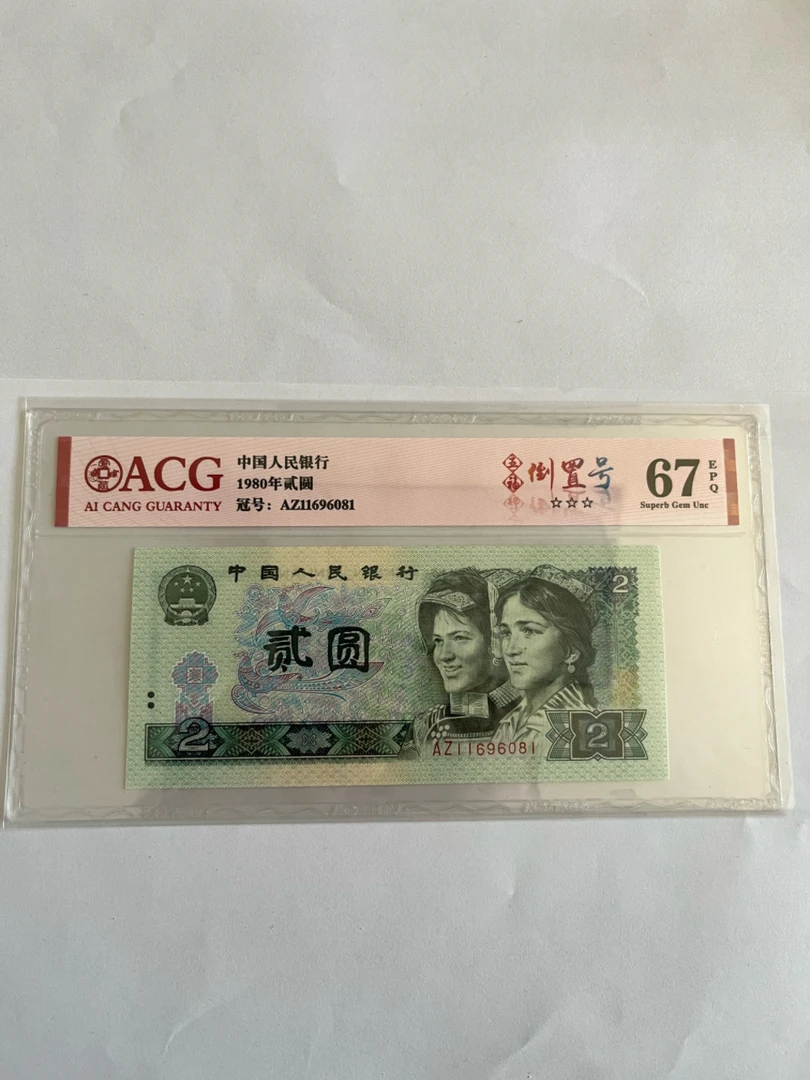 ACG
AI CANG GUARANTY
中国人民银行
1980年贰圆
冠号：AZ11696081
五福
倒置号
☆☆☆
67
EPQ
Superb Gem Unc
中国人民银行
2
贰圆
2
AZ11696081
2